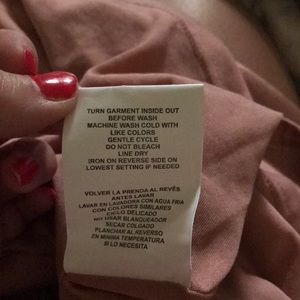 TURN GARMENT INSIDE OUT
BEFORE WASH
MACHINE WASH COLD WITH
LIKE COLORS
GENTLE CYCLE
DO NOT BLEACH
LINE DRY
IRON ON REVERSE SIDE ON
LOWEST SETTING IF NEEDED
VOLVER LA PRENDA AL REVÉS
ANTES LAVAR
LAVAR EN LAVADORA CON AGUA FRIA
CON COLORES SIMILARES
CICLO DELICADO
USAR BLANQUEADOR
SECAR COLGADO
PLANCHAR AL REVERSO
EN MINIMA TEMPERATURA
SI LO NECESITA